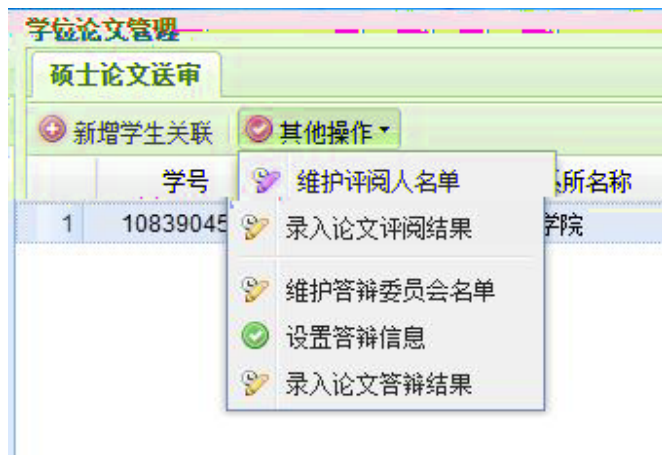 学位论文管理
硕士论文送审
新增学生关联 其他操作
学号 所名称
1 10839045 学院
维护评阅人名单
录入论文评阅结果
维护答辩委员会名单
设置答辩信息
录入论文答辩结果